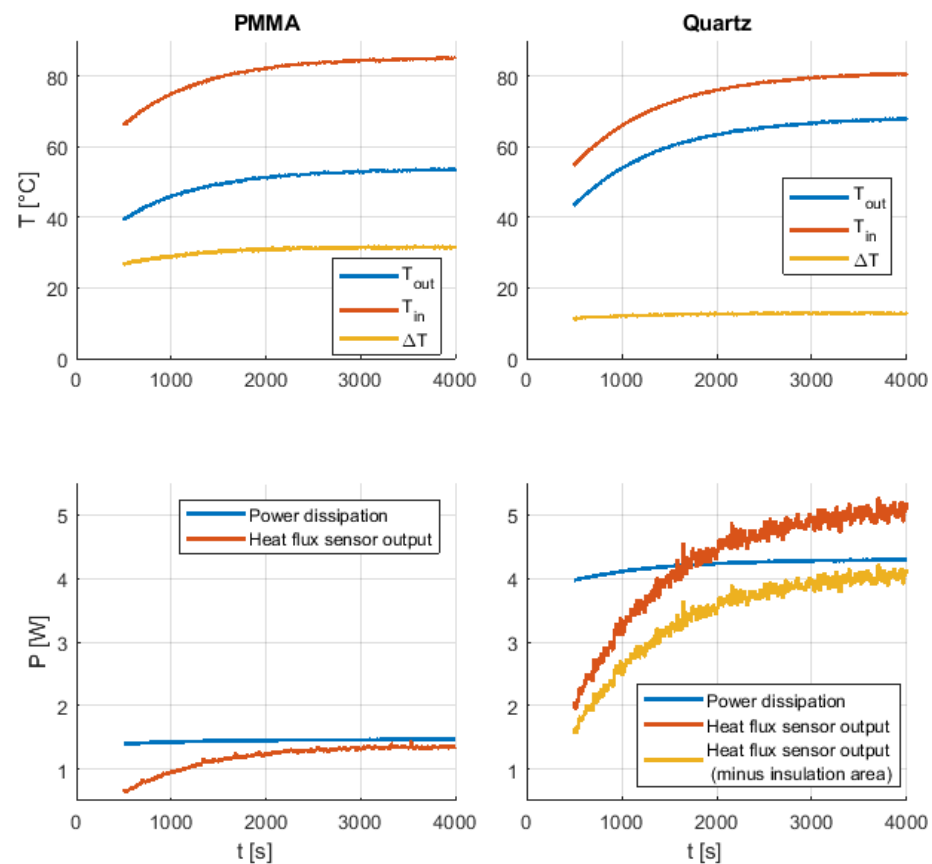 PMMA
80
60
40
20
0
T [°C]
T_out
T_in
ΔT
0 1000 2000 3000 4000
Quartz
80
60
40
20
0
T_out
T_in
ΔT
0 1000 2000 3000 4000
5
4
3
2
1
P [W]
Power dissipation
Heat flux sensor output
0 1000 2000 3000 4000
t [s]
5
4
3
2
1
Power dissipation
Heat flux sensor output
Heat flux sensor output
(minus insulation area)
0 1000 2000 3000 4000
t [s]